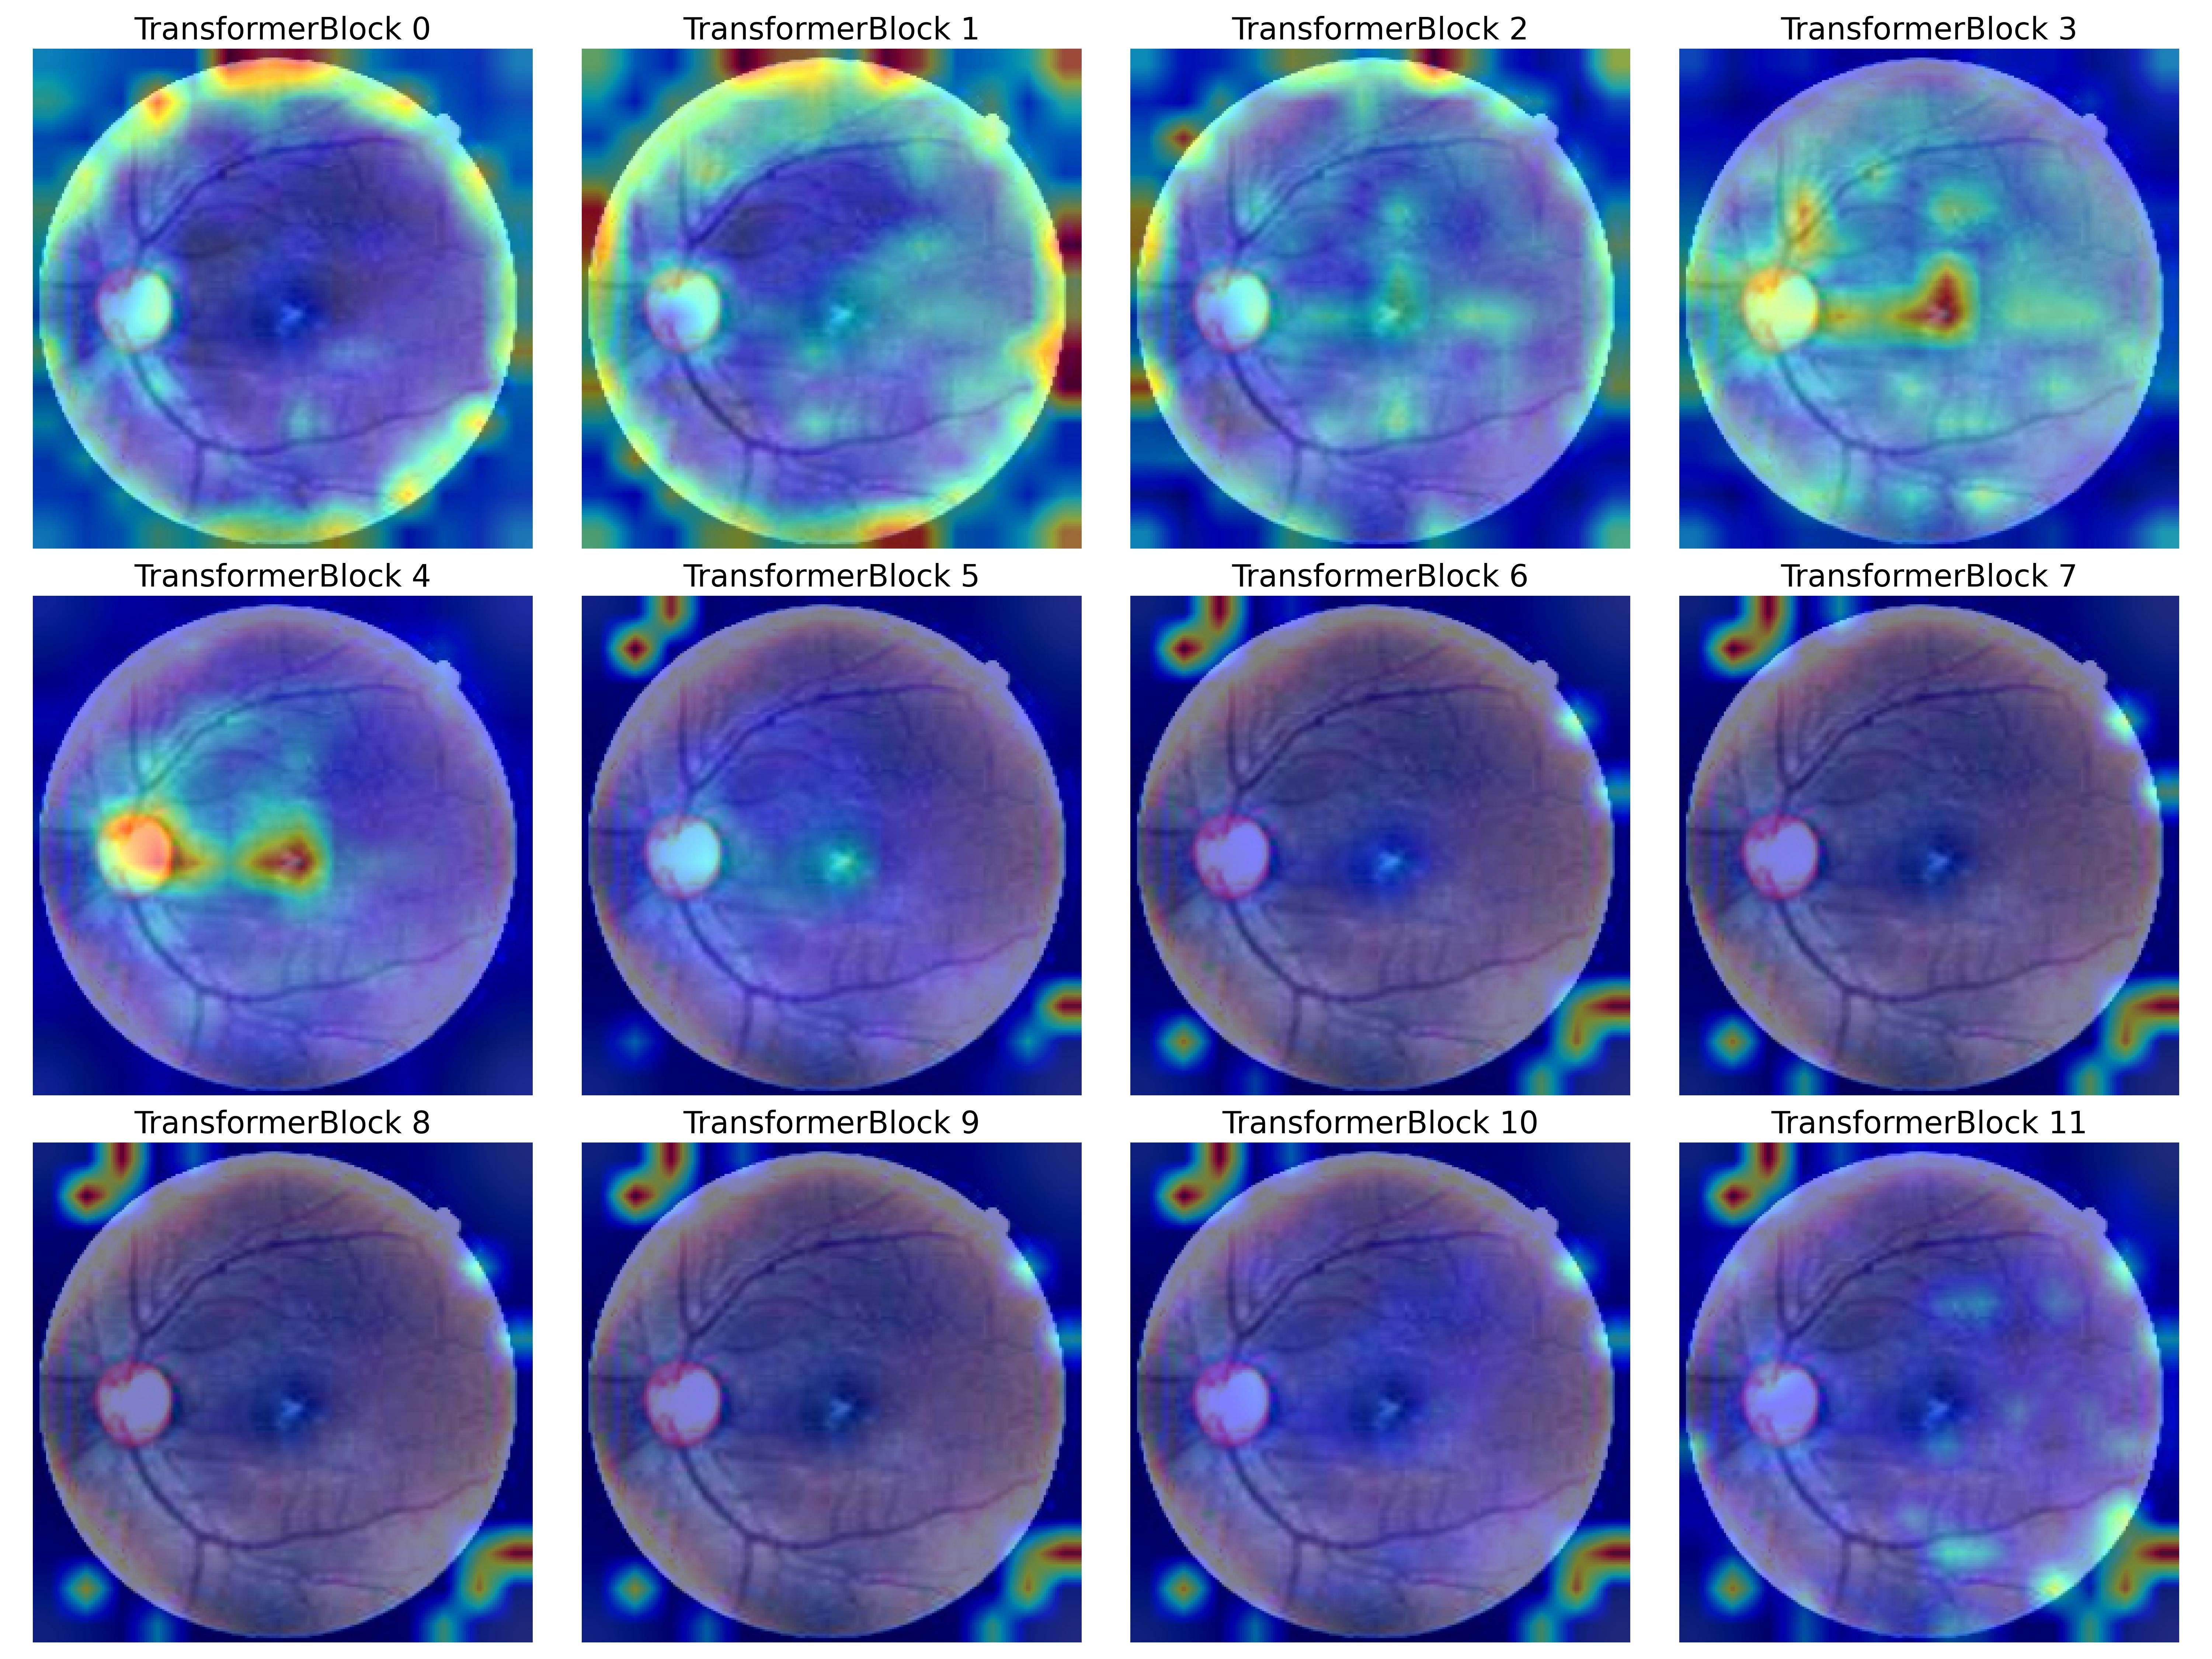 TransformerBlock 0
TransformerBlock 1
TransformerBlock 2
TransformerBlock 3
TransformerBlock 4
TransformerBlock 5
TransformerBlock 6
TransformerBlock 7
TransformerBlock 8
TransformerBlock 9
TransformerBlock 10
TransformerBlock 11